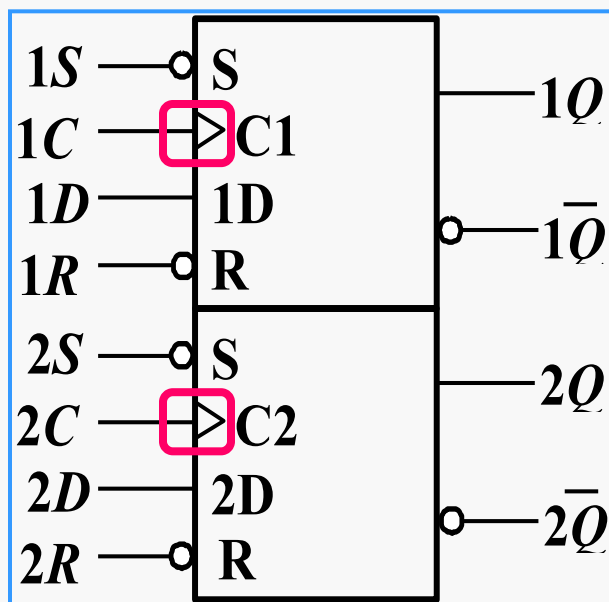 1S S 1Q
1C C1
1D 1D
1R R 1Q̅
2S S 2Q
2C C2
2D 2D
2R R 2Q̅